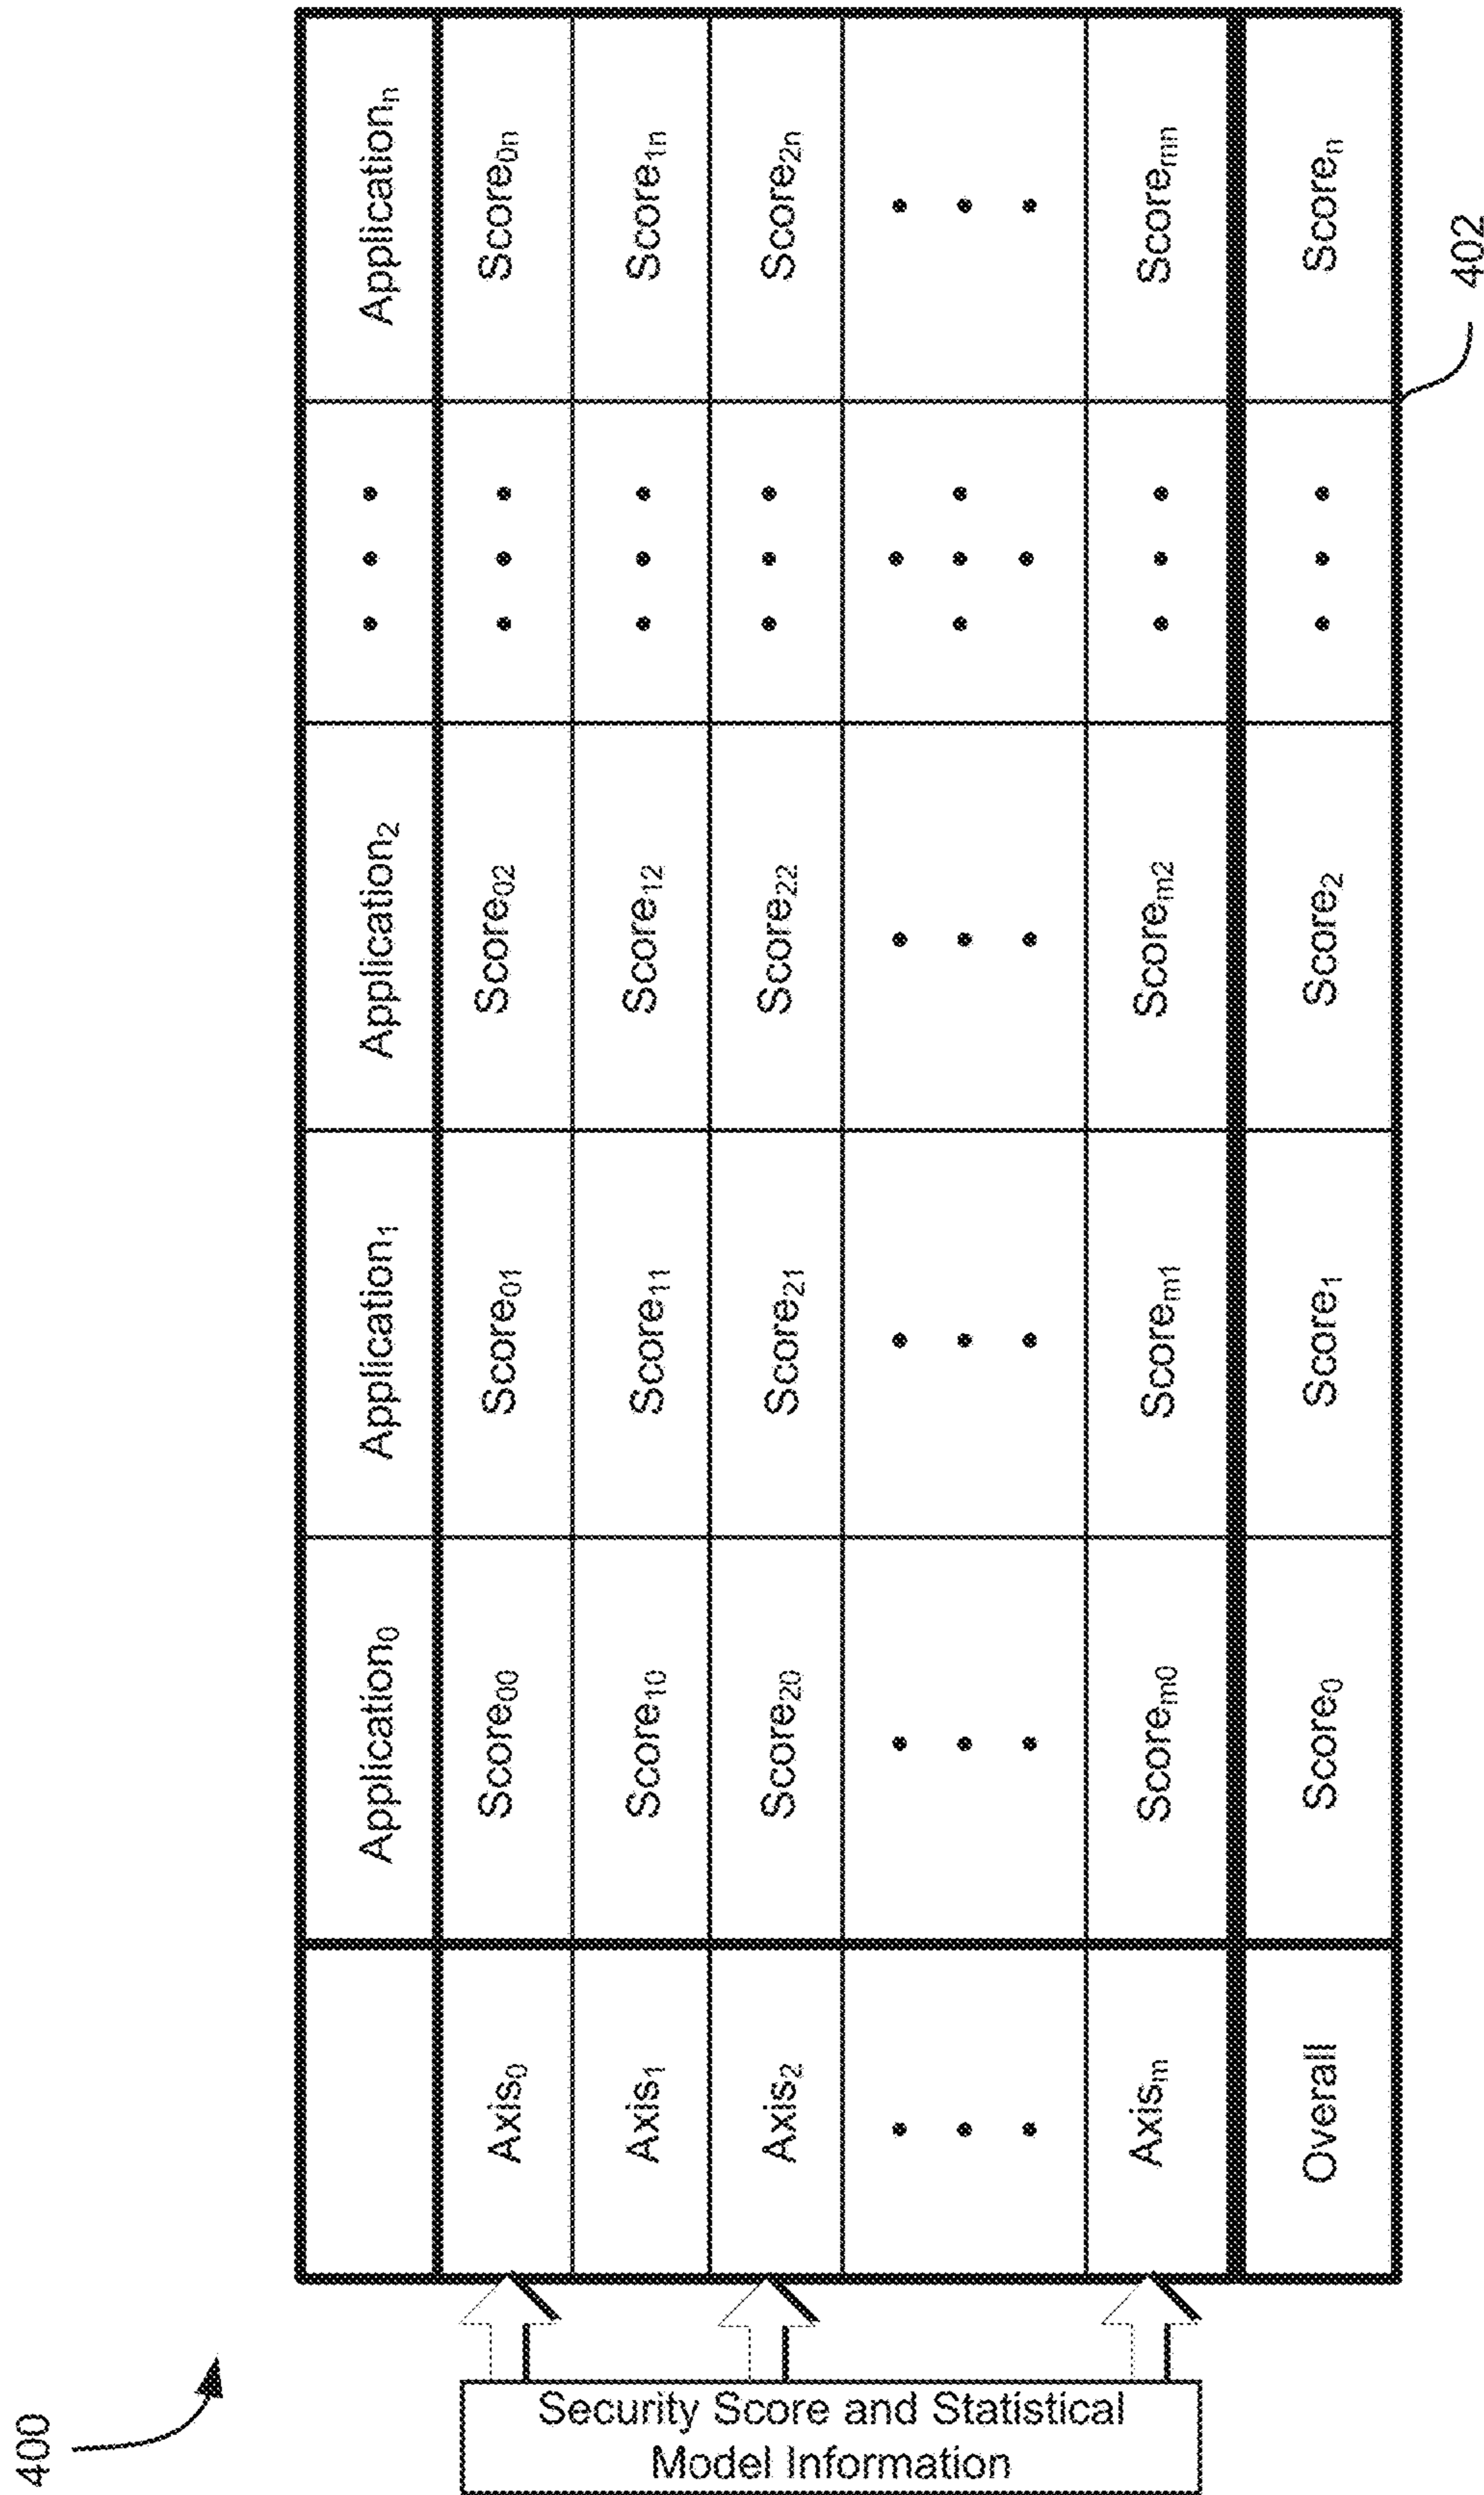 400
Application₀ Application₁ Application₂ • • • Applicationₙ
Axis₀ Score₀₀ Score₀₁ Score₀₂ • • • Score₀ₙ
Axis₁ Score₁₀ Score₁₁ Score₁₂ • • • Score₁ₙ
Axis₂ Score₂₀ Score₂₁ Score₂₂ • • • Score₂ₙ
Axisₘ Scoreₘ₀ Scoreₘ₁ Scoreₘ₂ • • • Scoreₘₙ
Overall Score₀ Score₁ Score₂ • • • Scoreₙ
Security Score and Statistical
Model Information
402